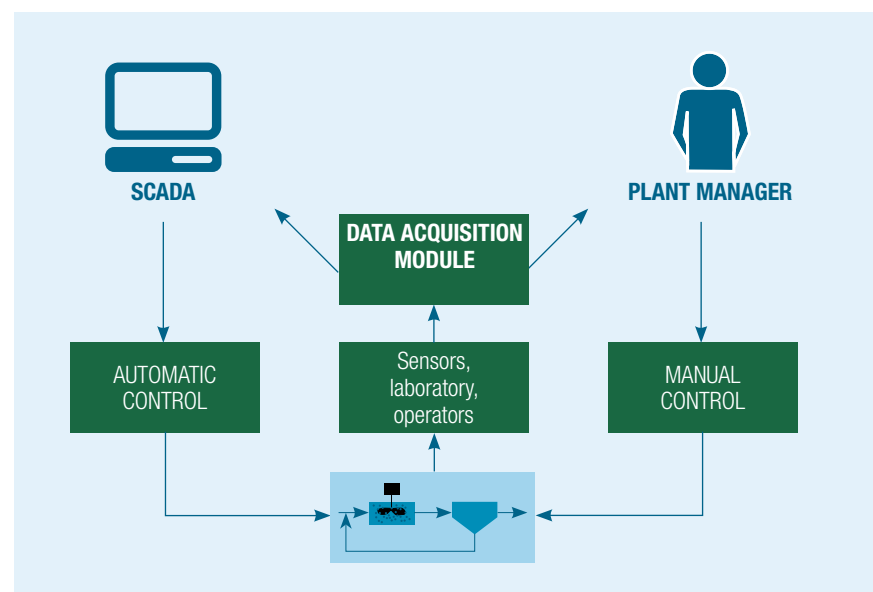 SCADA
PLANT MANAGER
DATA ACQUISITION
MODULE
AUTOMATIC
CONTROL
Sensors,
laboratory,
operators
MANUAL
CONTROL